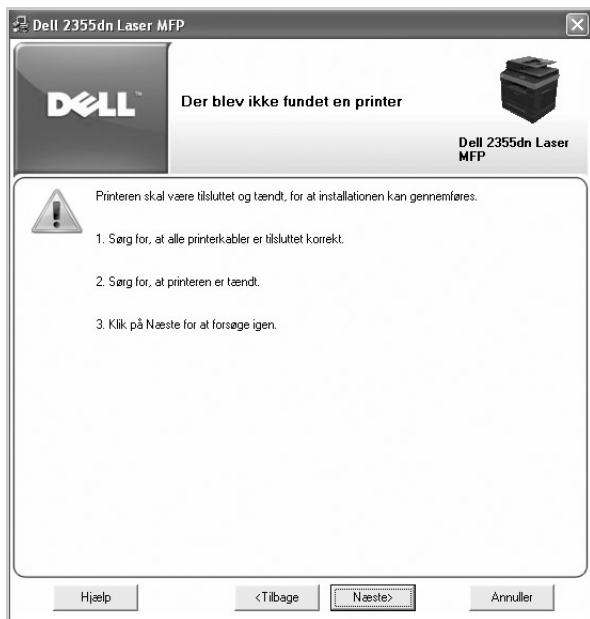 Dell 2355dn Laser MFP
DELL™
Der blev ikke fundet en printer
Dell 2355dn Laser
MFP
Printeren skal være tilsluttet og tændt, for at installationen kan gennemføres.
1. Sørg for, at alle printerkabler er tilsluttet korrekt.
2. Sørg for, at printeren er tændt.
3. Klik på Næste for at forsøge igen.
Hjælp
<Tilbage
Næste>
Annuller